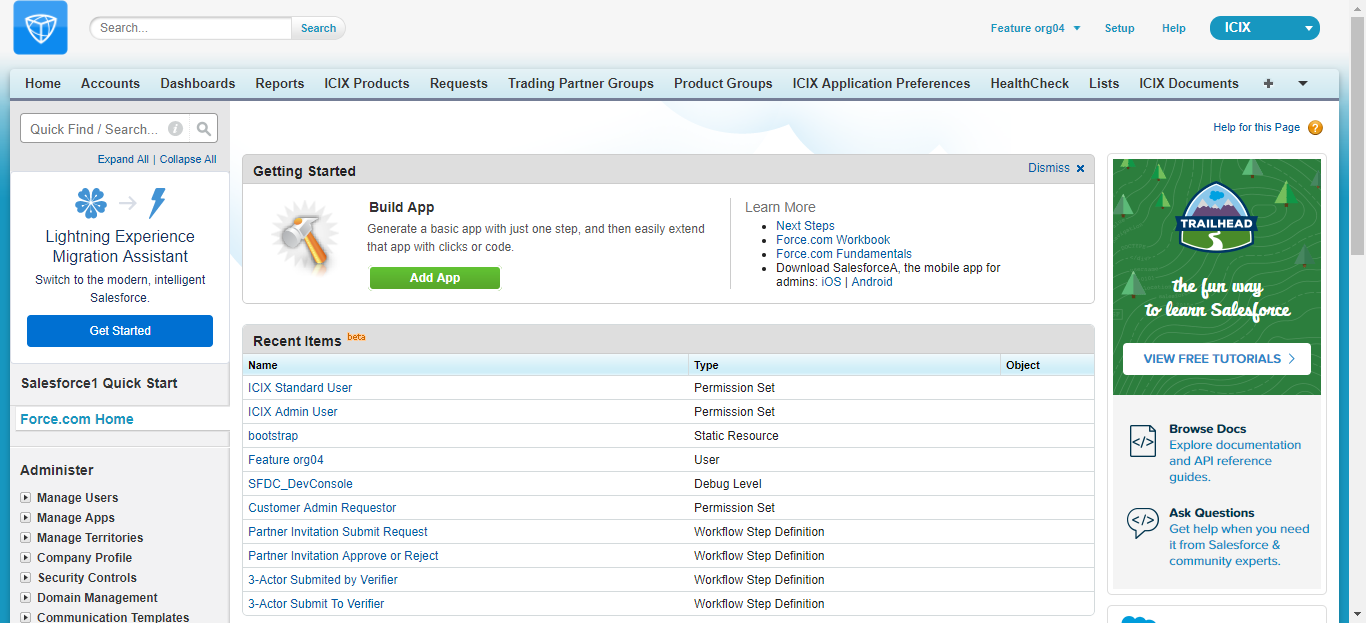 Search...
Search
Feature org04
Setup
Help
ICIX
Home Accounts Dashboards Reports ICIX Products Requests Trading Partner Groups Product Groups ICIX Application Preferences HealthCheck Lists ICIX Documents +
Quick Find / Search...
Expand All | Collapse All
Lightning Experience
Migration Assistant
Switch to the modern, intelligent
Salesforce.
Get Started
Salesforce1 Quick Start
Force.com Home
Administer
Manage Users
Manage Apps
Manage Territories
Company Profile
Security Controls
Domain Management
Communication Templates
Help for this Page ?
Getting Started
Dismiss x
Build App
Generate a basic app with just one step, and then easily extend
that app with clicks or code.
Add App
Learn More
• Next Steps
• Force.com Workbook
• Force.com Fundamentals
• Download SalesforceA, the mobile app for
admins: iOS | Android
Recent Items beta
Name Type Object
ICIX Standard User Permission Set
ICIX Admin User Permission Set
bootstrap Static Resource
Feature org04 User
SFDC_DevConsole Debug Level
Customer Admin Requestor Permission Set
Partner Invitation Submit Request Workflow Step Definition
Partner Invitation Approve or Reject Workflow Step Definition
3-Actor Submited by Verifier Workflow Step Definition
3-Actor Submit To Verifier Workflow Step Definition
TRAILHEAD
the fun way
to learn Salesforce
VIEW FREE TUTORIALS >
</>
Browse Docs
Explore documentation
and API reference
guides.
</>
Ask Questions
Get help when you need
it from Salesforce &
community experts.